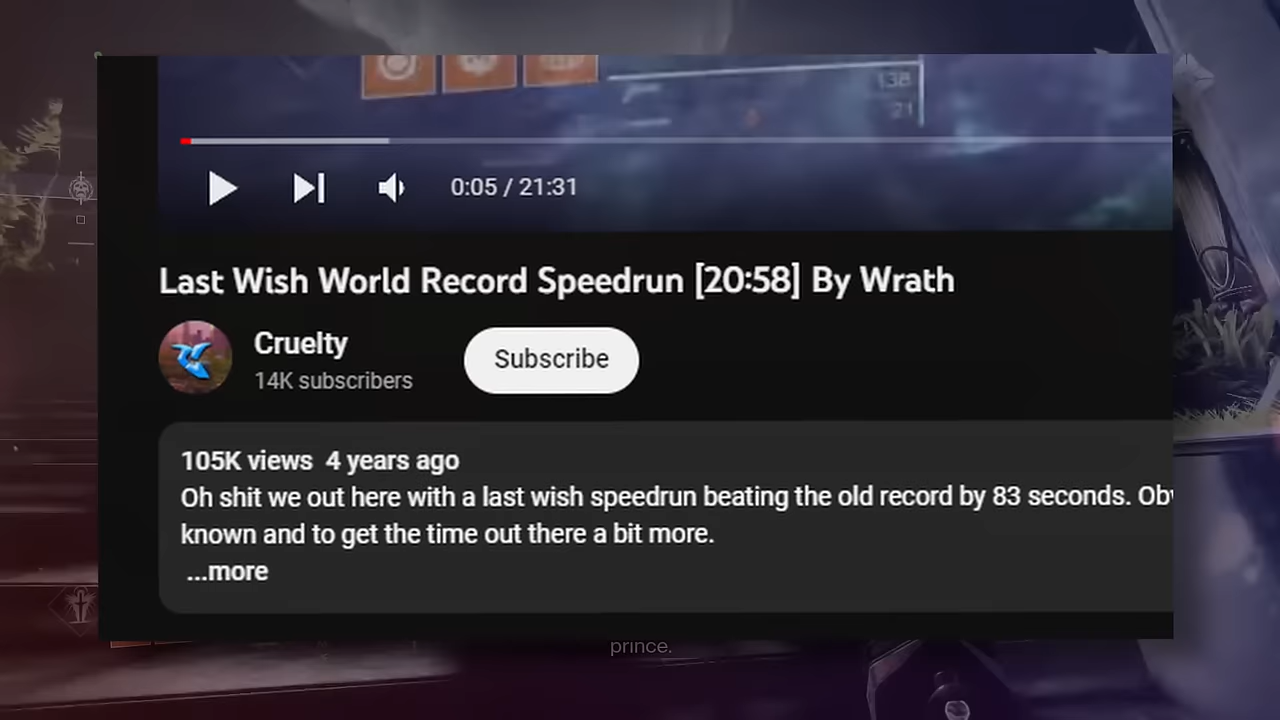 138
21
0:05 / 21:31
Last Wish World Record Speedrun [20:58] By Wrath
Cruelty
Subscribe
14K subscribers
105K views 4 years ago
Oh shit we out here with a last wish speedrun beating the old record by 83 seconds. Obv
known and to get the time out there a bit more.
...more
prince.